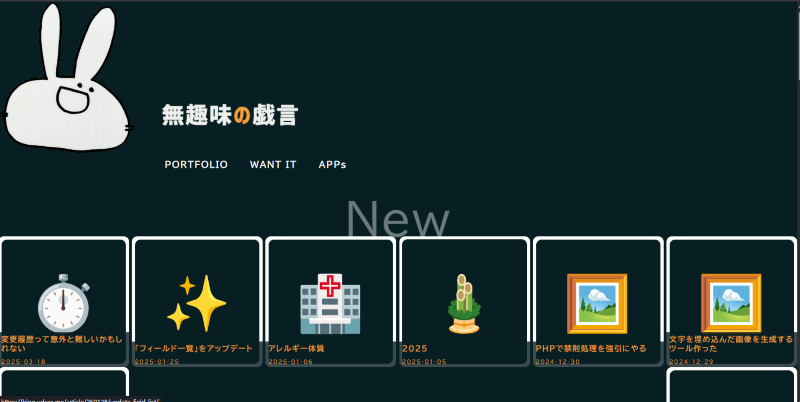 無趣味の戯言
PORTFOLIO WANT IT APPs
New
変更履歴って意外と難しいかもし
れない
2025-03-18
「フィールド一覧」をアップデート
2025-01-25
アレルギー体質
2025-01-06
2025
2025-01-05
PHPで禁則処理を強引にやる
2024-12-30
文字を埋め込んだ画像を生成する
ツール作った
2024-12-29